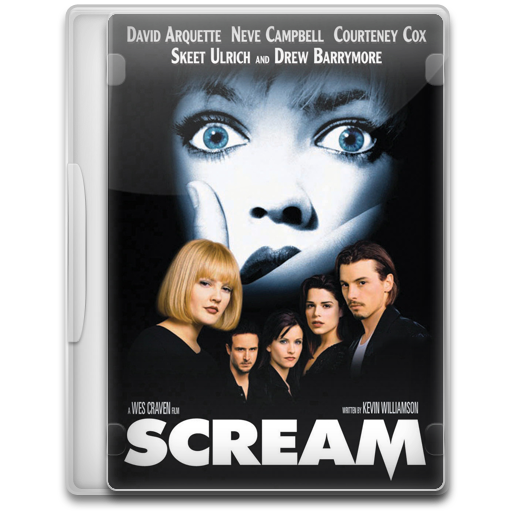 DAVID ARQUETTE NEVE CAMPBELL COURTENEY COX
SKEET ULRICH AND DREW BARRYMORE
A WES CRAVEN FILM WRITTEN BY KEVIN WILLIAMSON
SCREAM